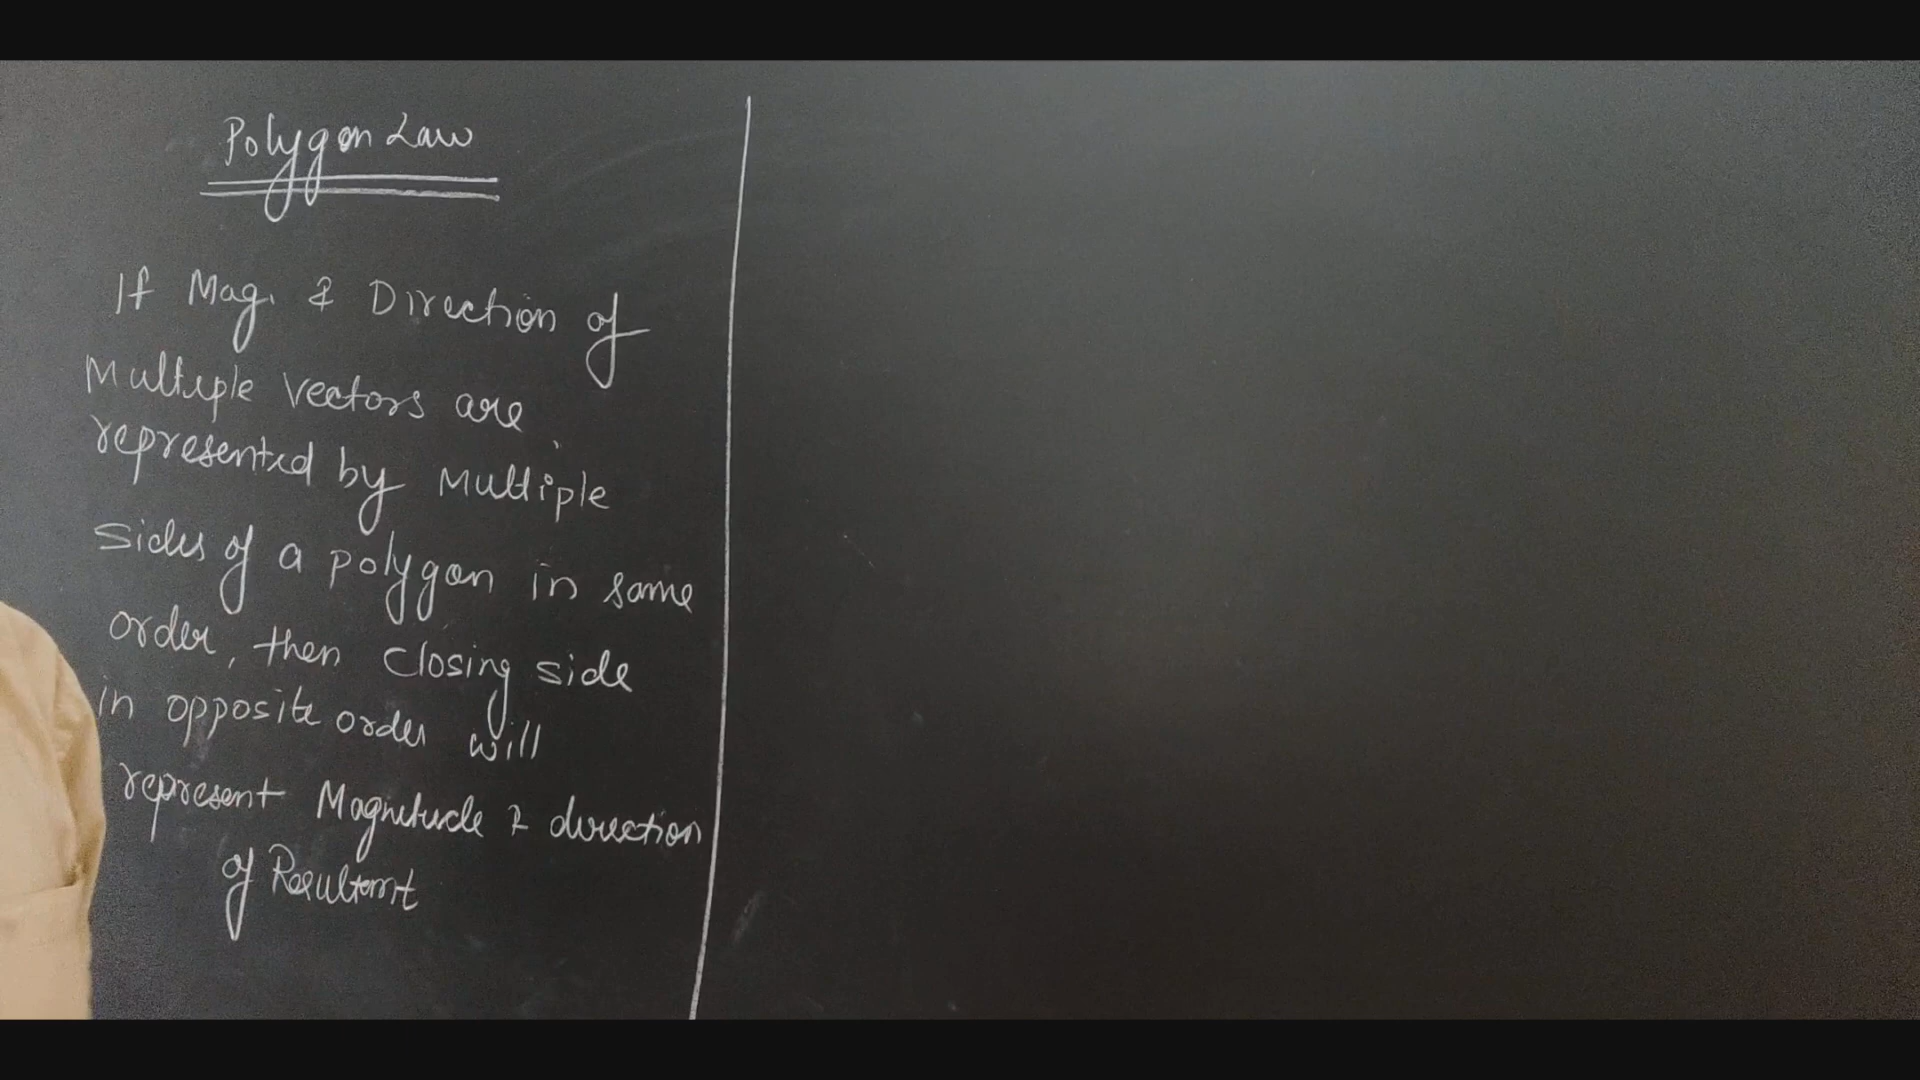 Polygon Law
If Mag. & Direction of
Multiple Vectors are
represented by Multiple
sides of a polygon in same
order, then closing side
in opposite order will
represent Magnitude & direction
of Resultant